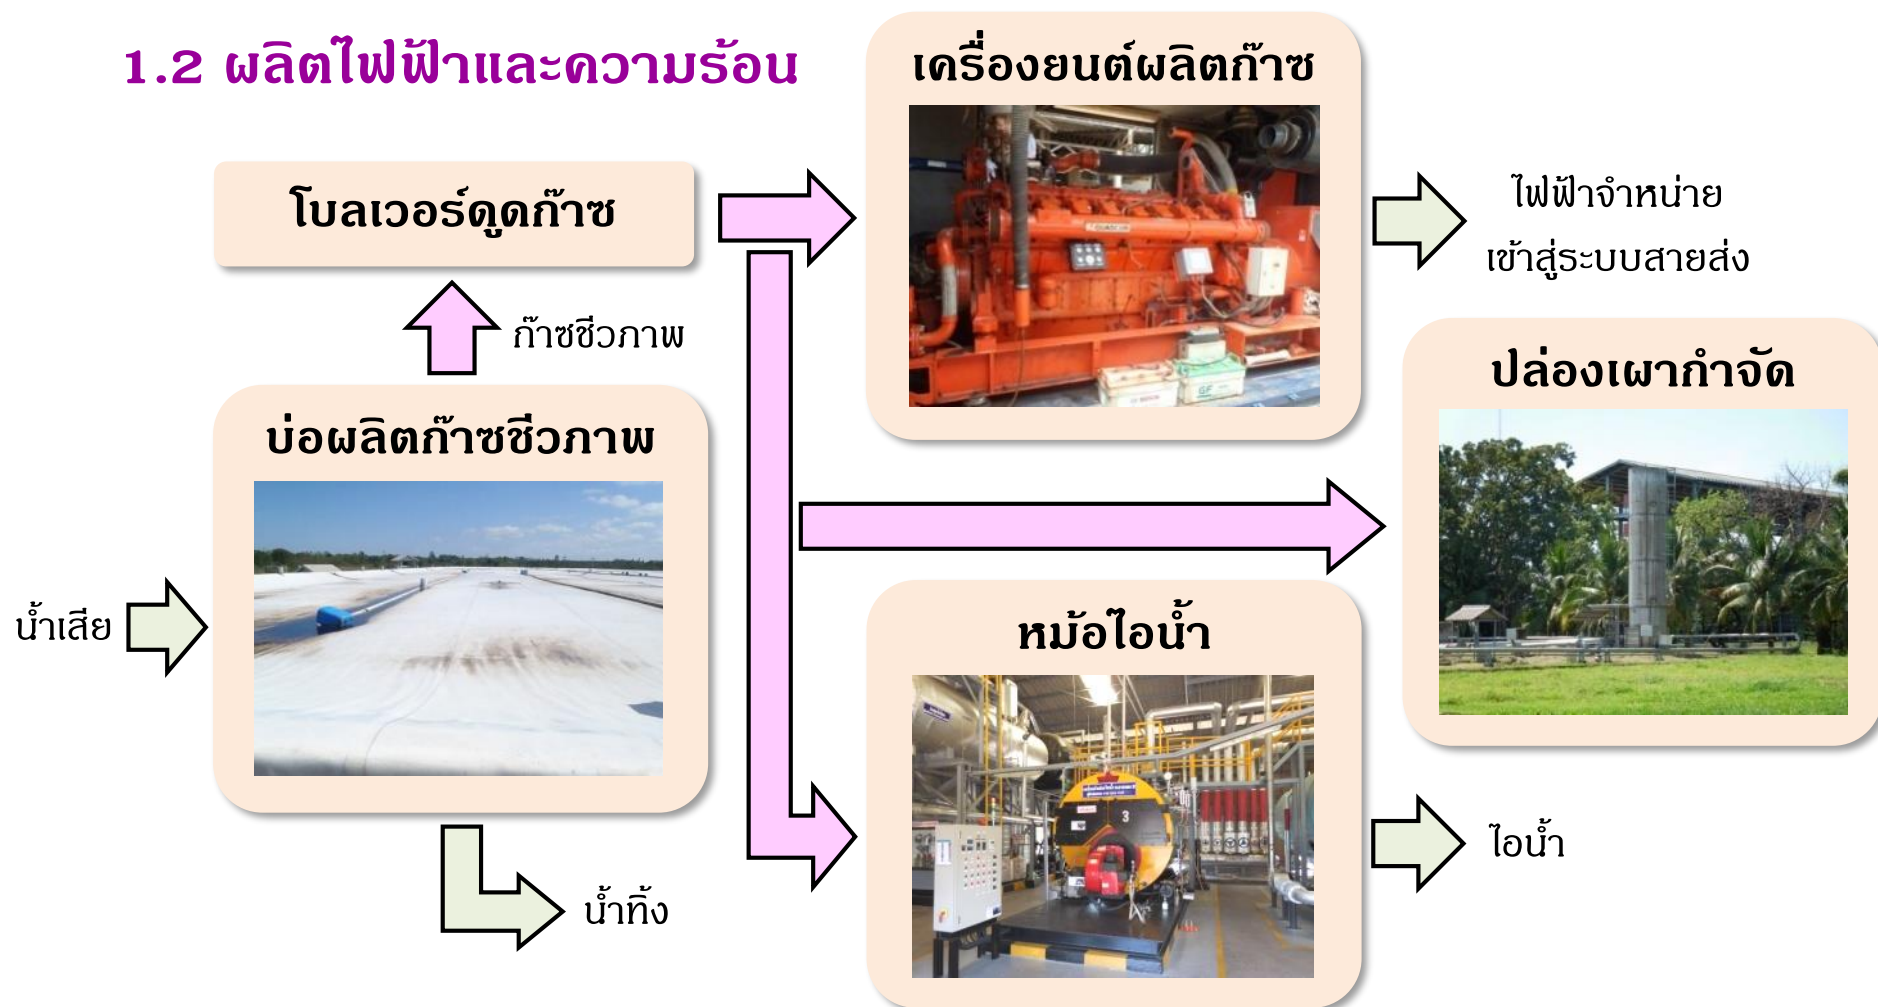 1.2 ผลิตไฟฟ้าและความร้อน
เครื่องยนต์ผลิตก๊าซ
โบลเวอร์ดูดก๊าซ
ไฟฟ้าจำหน่าย
เข้าสู่ระบบสายส่ง
ก๊าซชีวภาพ
ปล่องเผากำจัด
บ่อผลิตก๊าซชีวภาพ
น้ำเสีย
หม้อไอน้ำ
3
ไอน้ำ
น้ำทิ้ง
GUASCOR
GF